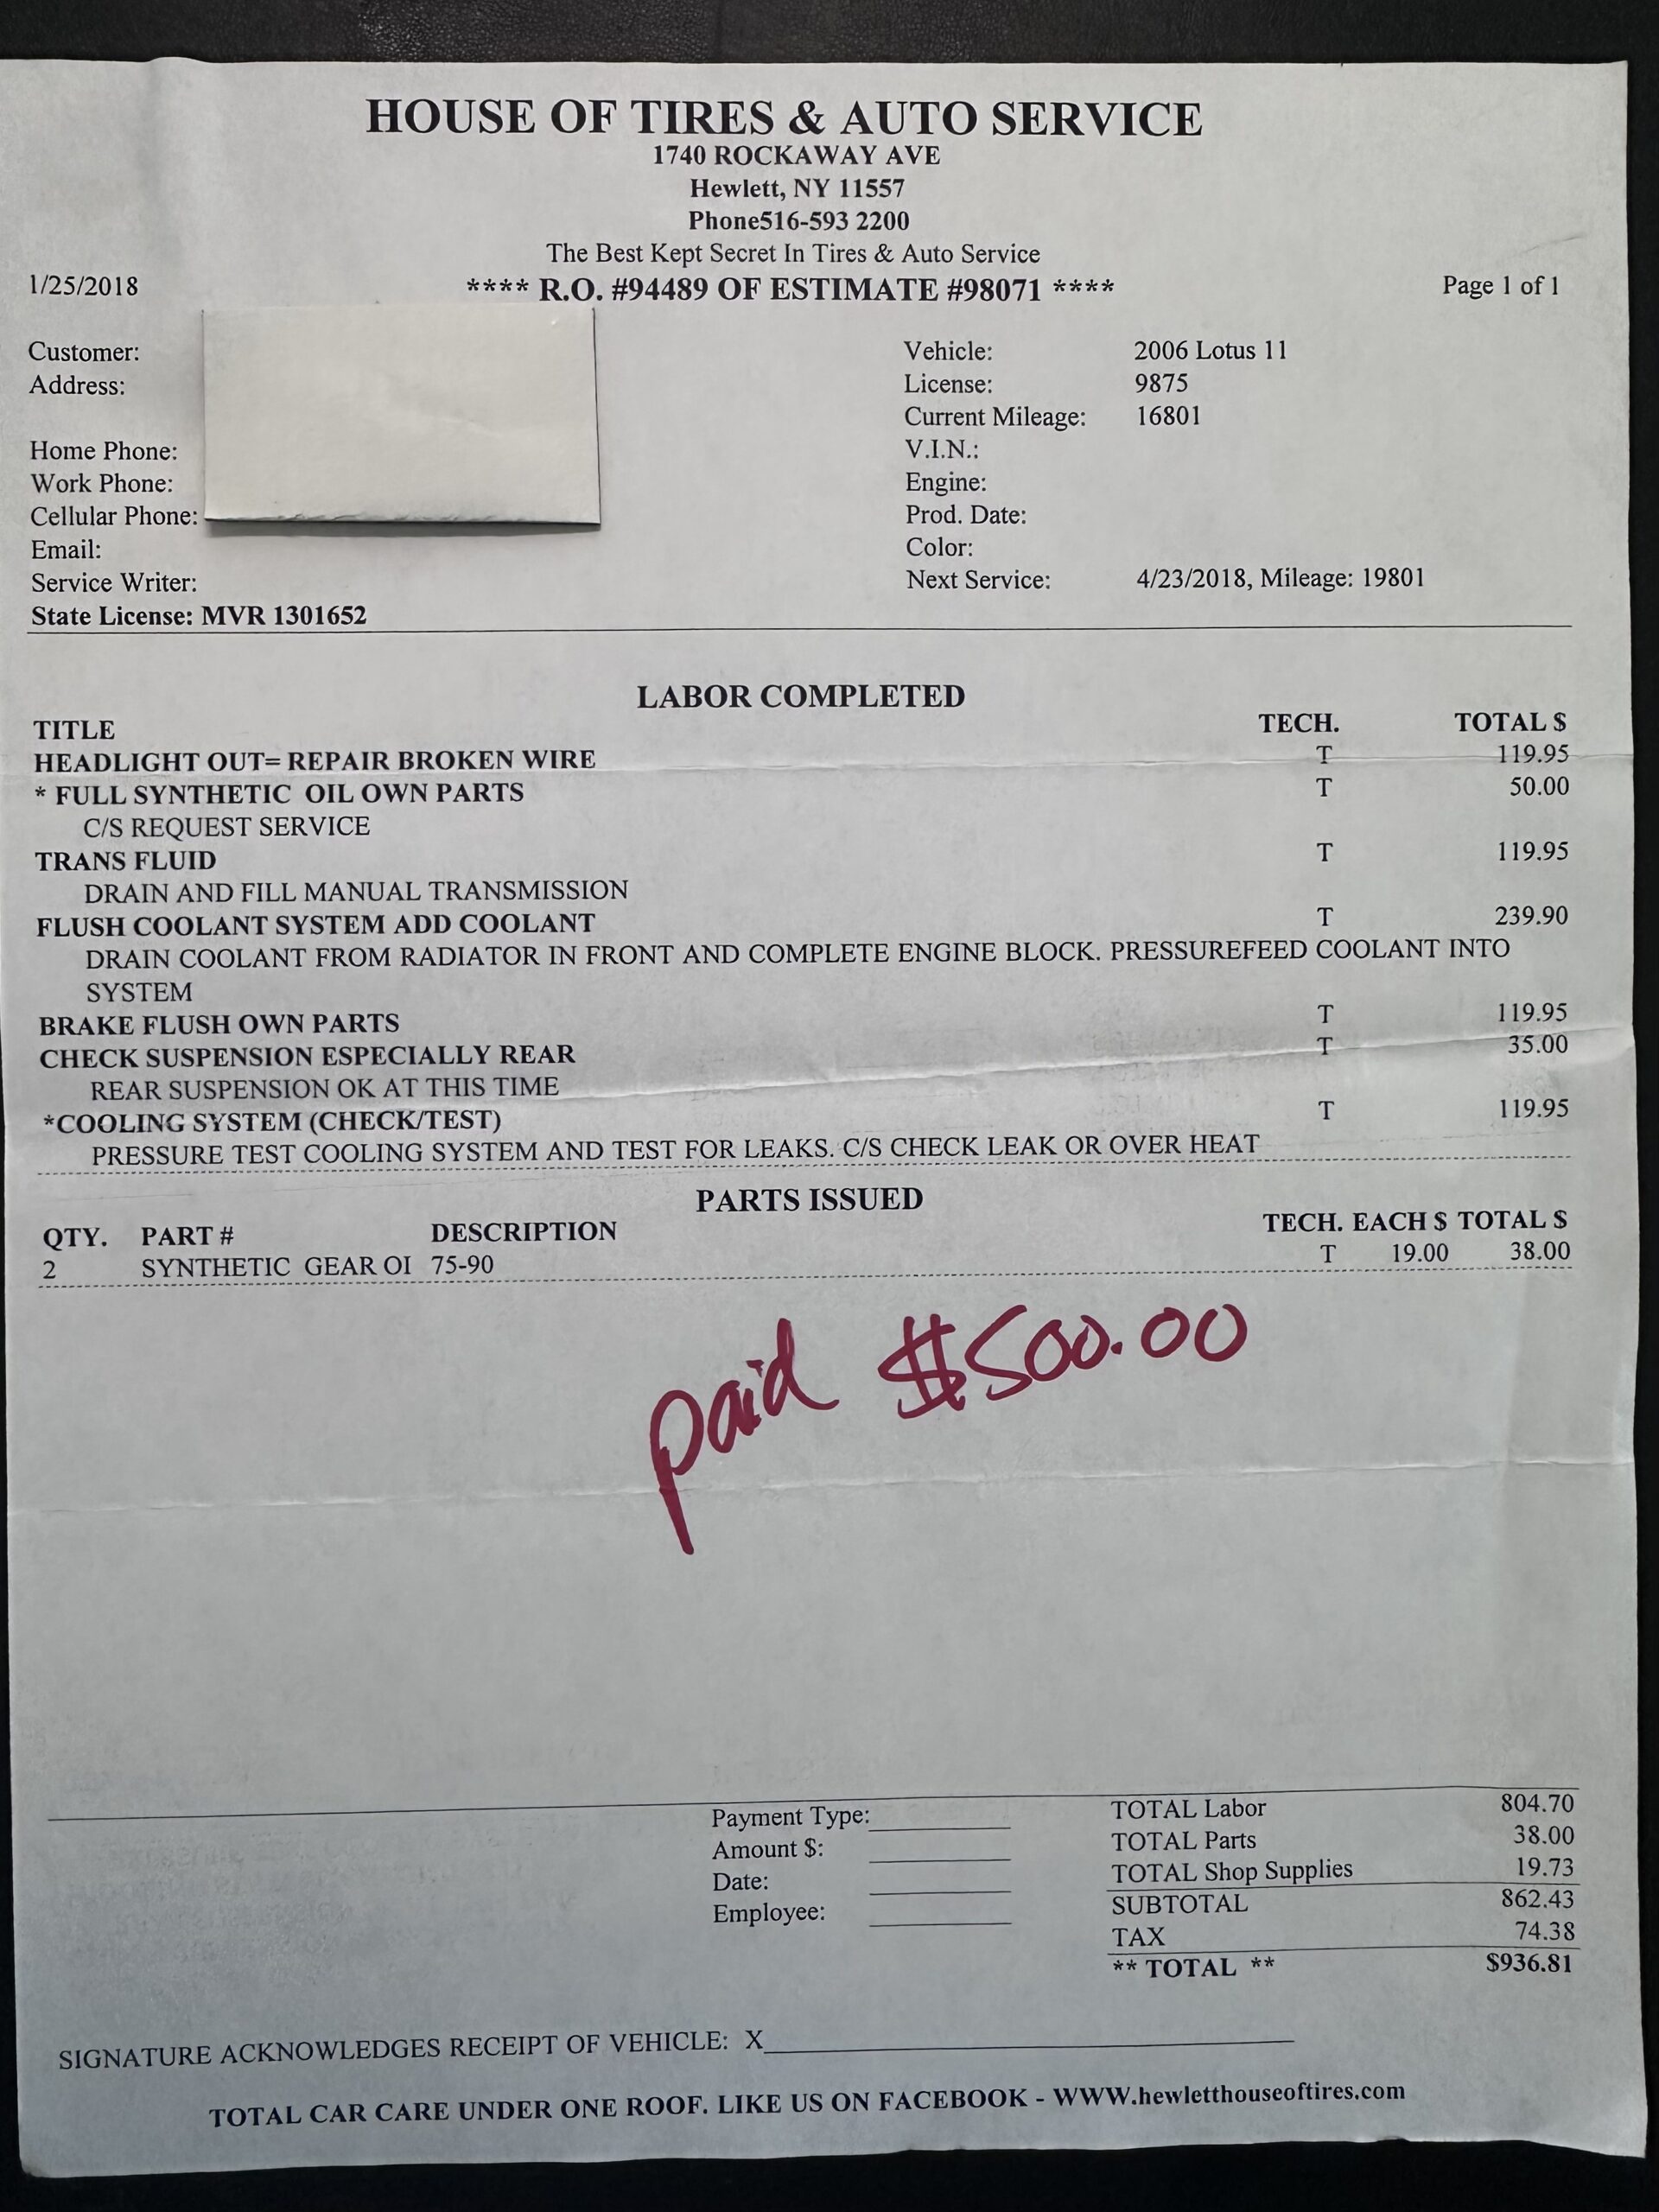 HOUSE OF TIRES & AUTO SERVICE
1740 ROCKAWAY AVE
Hewlett, NY 11557
Phone516-593 2200
The Best Kept Secret In Tires & Auto Service
1/25/2018 **** R.O. #94489 OF ESTIMATE #98071 **** Page 1 of 1
Customer: Vehicle: 2006 Lotus 11
Address: License: 9875
Current Mileage: 16801
Home Phone: V.I.N.:
Work Phone: Engine:
Cellular Phone: Prod. Date:
Email: Color:
Service Writer: Next Service: 4/23/2018, Mileage: 19801
State License: MVR 1301652
LABOR COMPLETED
TITLE TECH. TOTAL $
HEADLIGHT OUT= REPAIR BROKEN WIRE T 119.95
* FULL SYNTHETIC OIL OWN PARTS T 50.00
C/S REQUEST SERVICE
TRANS FLUID T 119.95
DRAIN AND FILL MANUAL TRANSMISSION
FLUSH COOLANT SYSTEM ADD COOLANT T 239.90
DRAIN COOLANT FROM RADIATOR IN FRONT AND COMPLETE ENGINE BLOCK. PRESSUREFEED COOLANT INTO
SYSTEM
BRAKE FLUSH OWN PARTS T 119.95
CHECK SUSPENSION ESPECIALLY REAR T 35.00
REAR SUSPENSION OK AT THIS TIME
*COOLING SYSTEM (CHECK/TEST) T 119.95
PRESSURE TEST COOLING SYSTEM AND TEST FOR LEAKS. C/S CHECK LEAK OR OVER HEAT
PARTS ISSUED
QTY. PART # DESCRIPTION TECH. EACH $ TOTAL $
2 SYNTHETIC GEAR OI 75-90 T 19.00 38.00
paid $500.00
Payment Type: TOTAL Labor 804.70
Amount $: TOTAL Parts 38.00
Date: TOTAL Shop Supplies 19.73
Employee: SUBTOTAL 862.43
TAX 74.38
** TOTAL ** $936.81
SIGNATURE ACKNOWLEDGES RECEIPT OF VEHICLE: X
TOTAL CAR CARE UNDER ONE ROOF. LIKE US ON FACEBOOK - WWW.hewletthouseoftires.com